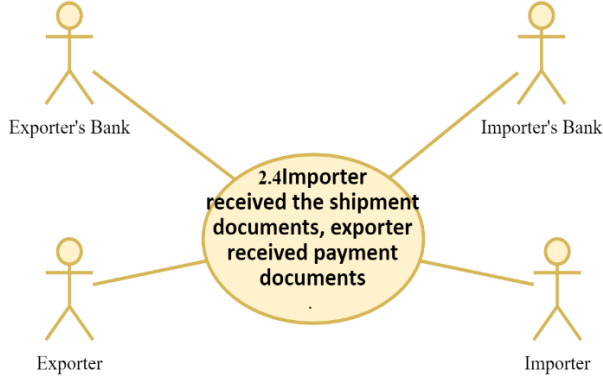 Exporter's Bank
Importer's Bank
2.4Importer
received the shipment
documents, exporter
received payment
documents
.
Exporter
Importer